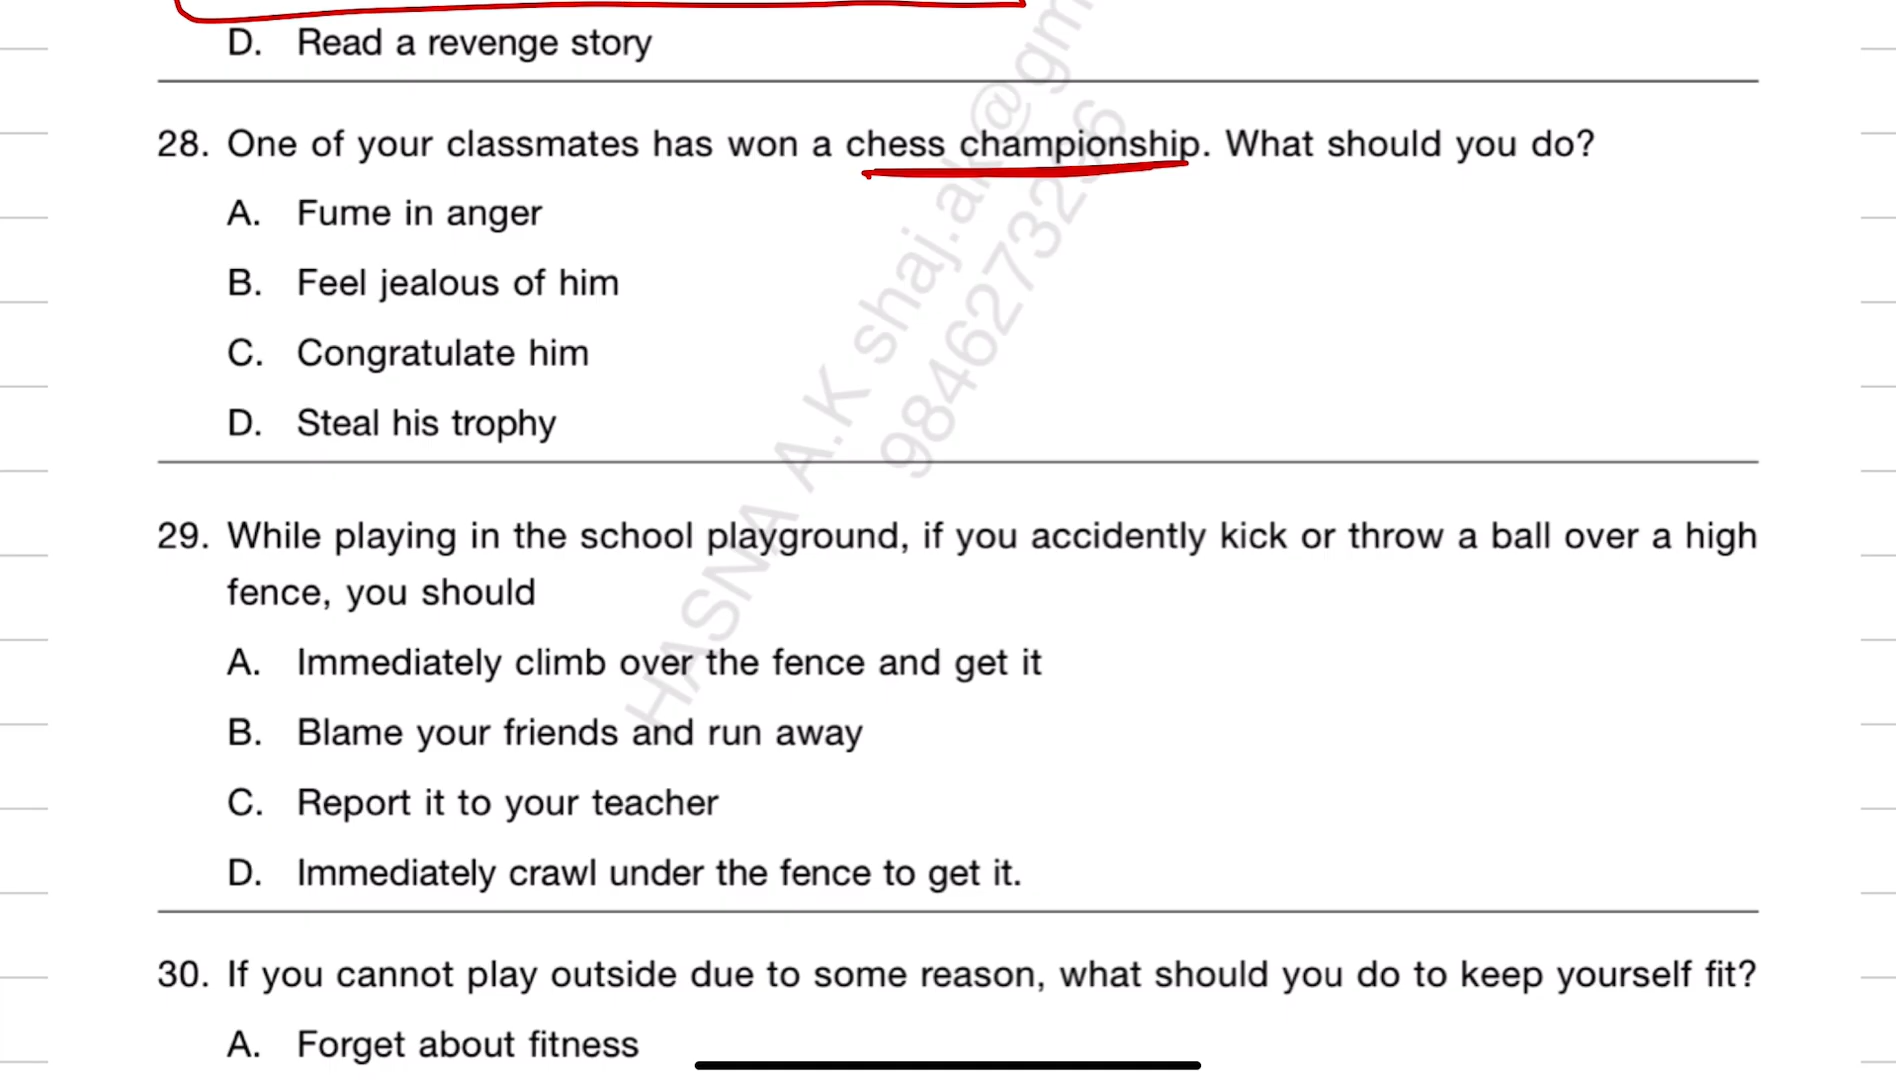 D. Read a revenge story
28. One of your classmates has won a chess championship. What should you do?
A. Fume in anger
B. Feel jealous of him
C. Congratulate him
D. Steal his trophy
29. While playing in the school playground, if you accidently kick or throw a ball over a high
fence, you should
A. Immediately climb over the fence and get it
B. Blame your friends and run away
C. Report it to your teacher
D. Immediately crawl under the fence to get it.
30. If you cannot play outside due to some reason, what should you do to keep yourself fit?
A. Forget about fitness
HASNA A.K shaj.ak@gm